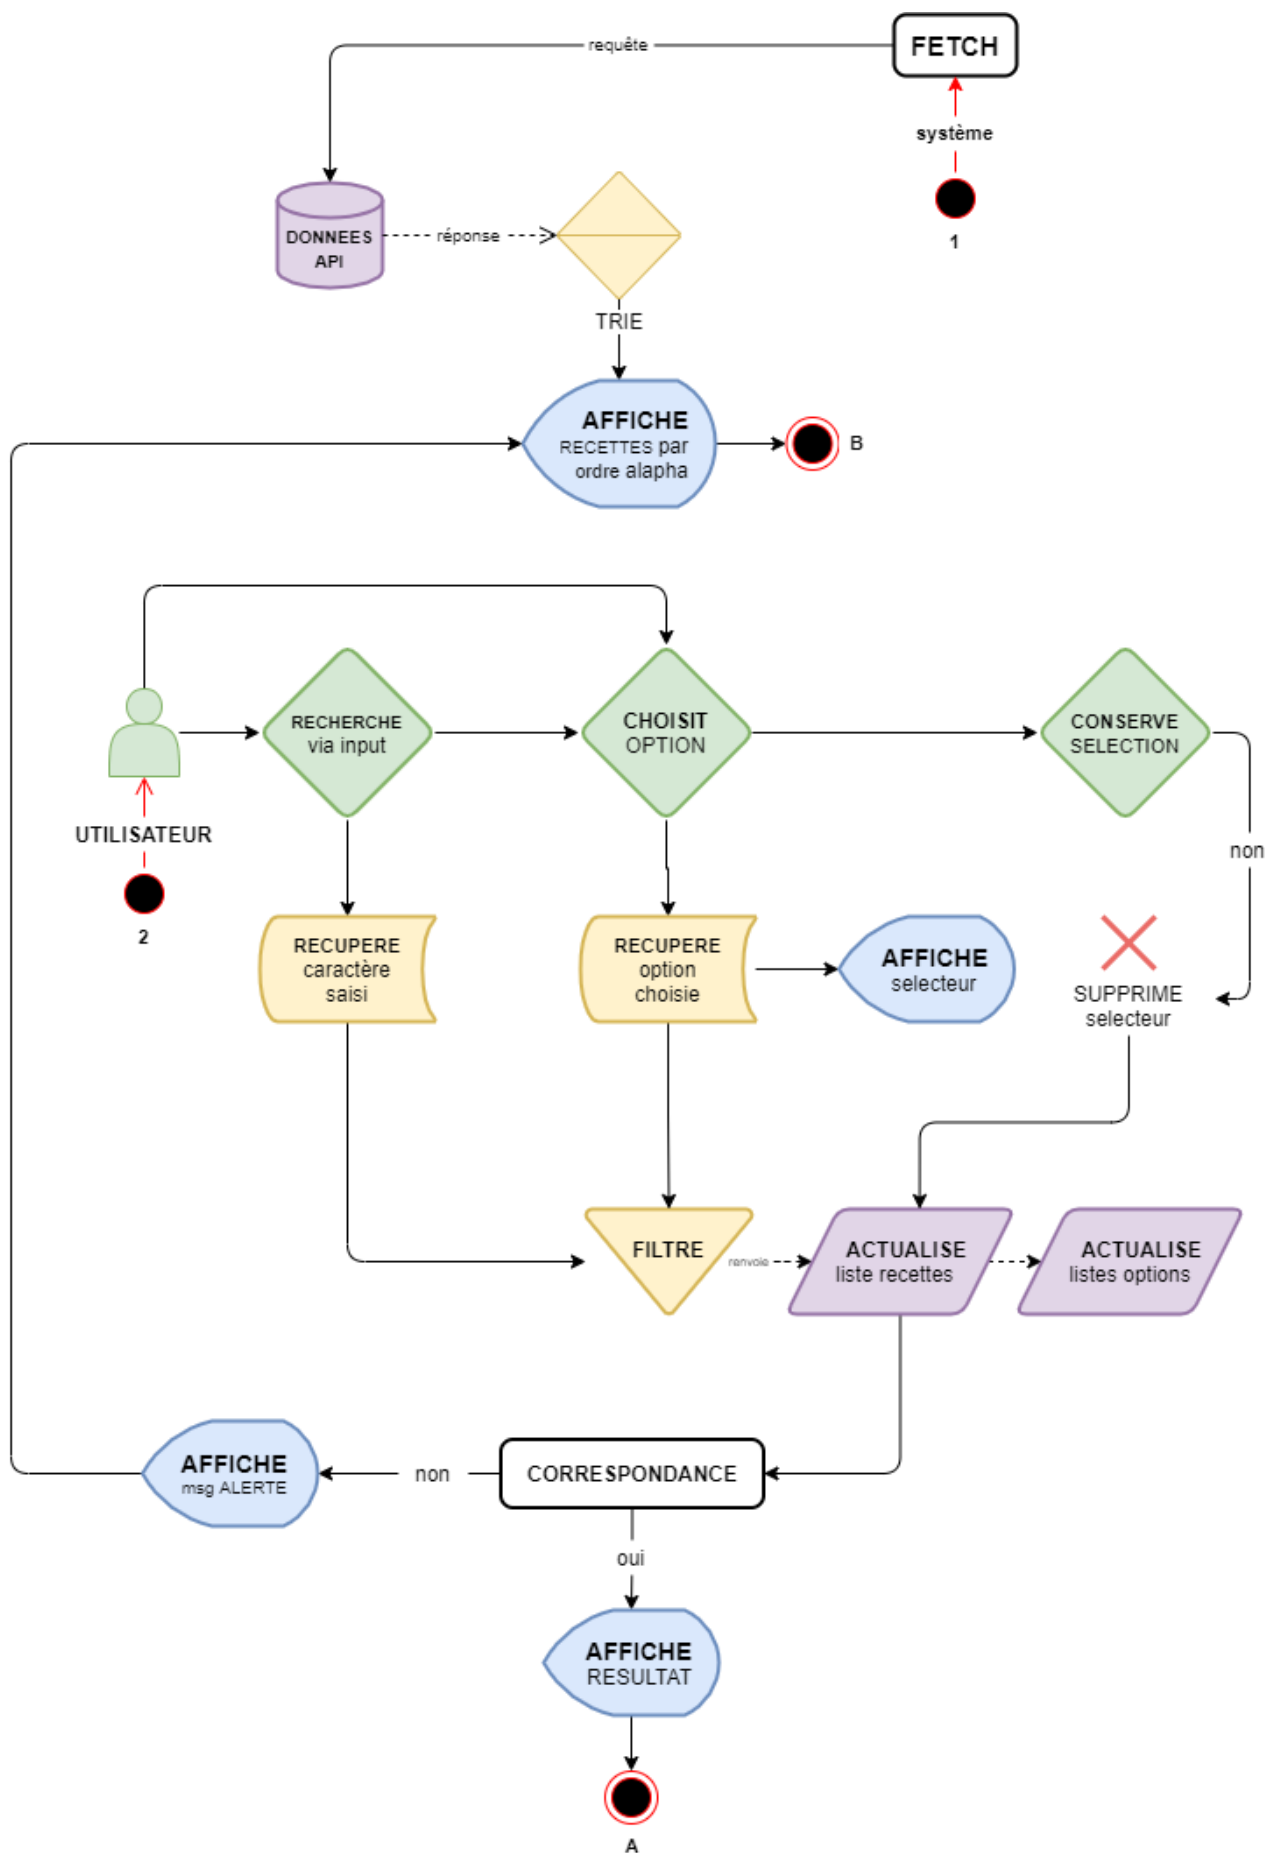 FETCH
requête
système
1
DONNEES
API
réponse
TRIE
AFFICHE
RECETTES par
ordre alapha
B
RECHERCHE
via input
CHOISIT
OPTION
CONSERVE
SELECTION
UTILISATEUR
2
non
RECUPERE
caractère
saisi
RECUPERE
option
choisie
AFFICHE
selecteur
SUPPRIME
selecteur
FILTRE
renvoie
ACTUALISE
liste recettes
ACTUALISE
listes options
AFFICHE
msg ALERTE
non
CORRESPONDANCE
oui
AFFICHE
RESULTAT
A